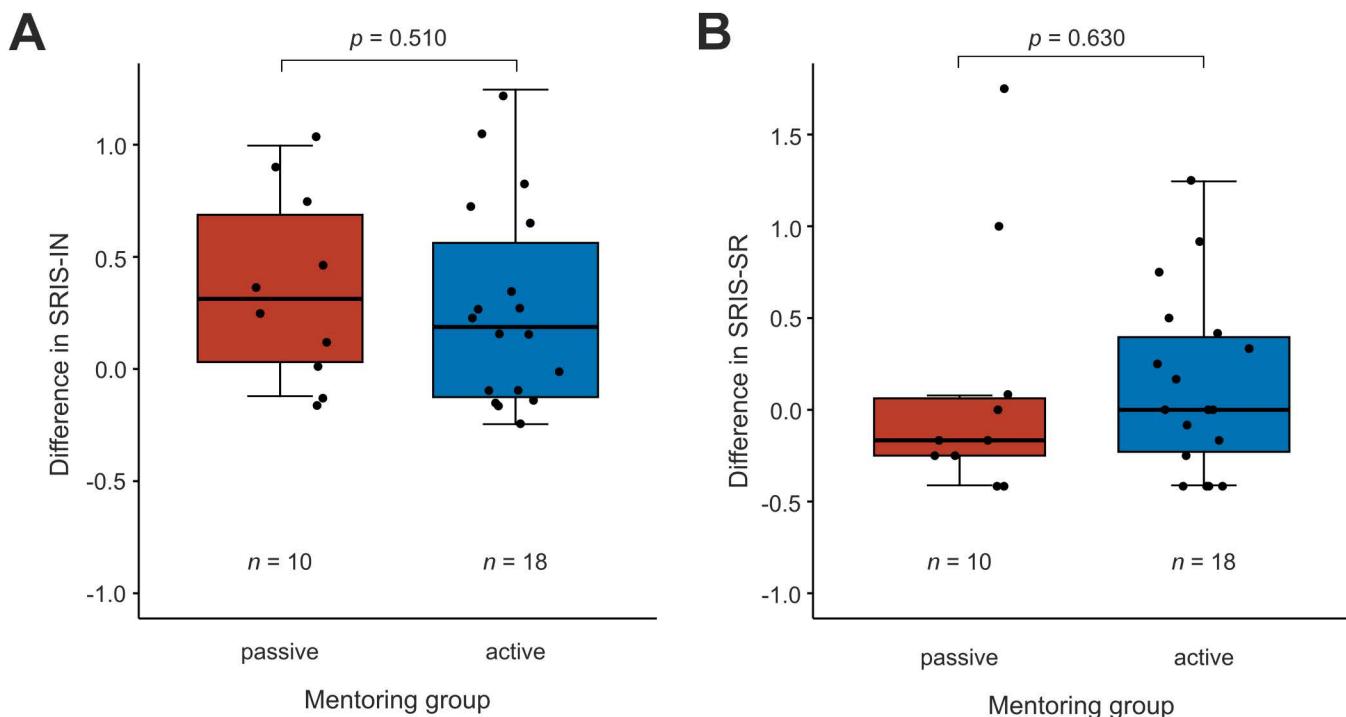 A
p = 0.510
Difference in SRIS-IN
1.0
0.5
0.0
-0.5
-1.0
n = 10
n = 18
passive
active
Mentoring group
B
p = 0.630
Difference in SRIS-SR
1.5
1.0
0.5
0.0
-0.5
-1.0
n = 10
n = 18
passive
active
Mentoring group